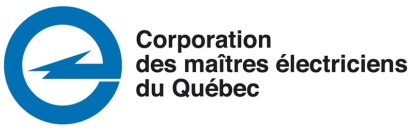 Corporation
des maîtres électriciens
du Québec